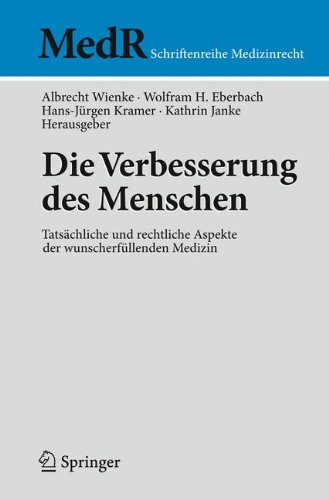 MedR Schriftenreihe Medizinrecht
Albrecht Wienke · Wolfram H. Eberbach
Hans-Jürgen Kramer · Kathrin Janke
Herausgeber
Die Verbesserung
des Menschen
Tatsächliche und rechtliche Aspekte
der wunscherfüllenden Medizin
Springer